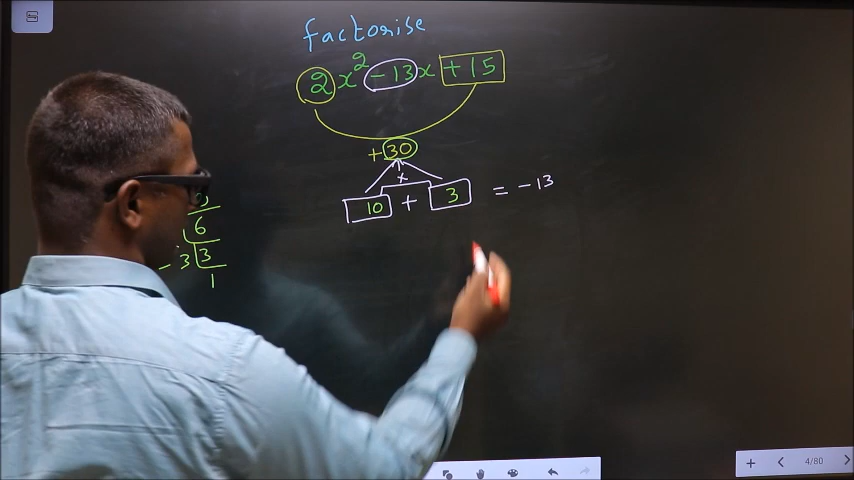 factorise
2x² -13x +15
+30
x
10 + 3 = -13
6
-3 3
1
4/80